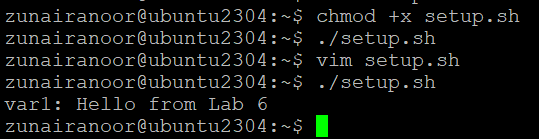 zunairanoor@ubuntu2304:~$ chmod +x setup.sh
zunairanoor@ubuntu2304:~$ ./setup.sh
zunairanoor@ubuntu2304:~$ vim setup.sh
zunairanoor@ubuntu2304:~$ ./setup.sh
var1: Hello from Lab 6
zunairanoor@ubuntu2304:~$